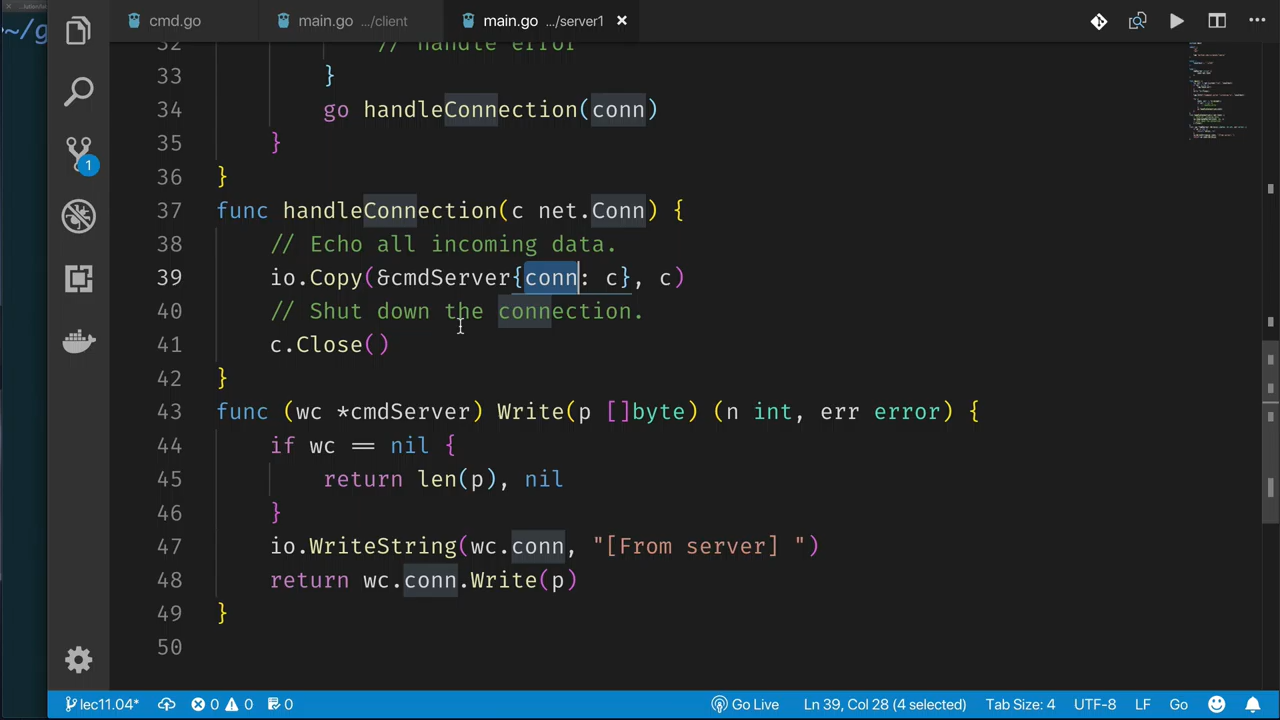 ~/g
cmd.go main.go .../client main.go .../server1
32 // handle error
33 }
34 go handleConnection(conn)
35 }
36 }
37 func handleConnection(c net.Conn) {
38 // Echo all incoming data.
39 io.Copy(&cmdServer{conn: c}, c)
40 // Shut down the connection.
41 c.Close()
42 }
43 func (wc *cmdServer) Write(p []byte) (n int, err error) {
44 if wc == nil {
45 return len(p), nil
46 }
47 io.WriteString(wc.conn, "[From server] ")
48 return wc.conn.Write(p)
49 }
50
1
lec11.04* 0 0 0 Go Live Ln 39, Col 28 (4 selected) Tab Size: 4 UTF-8 LF Go